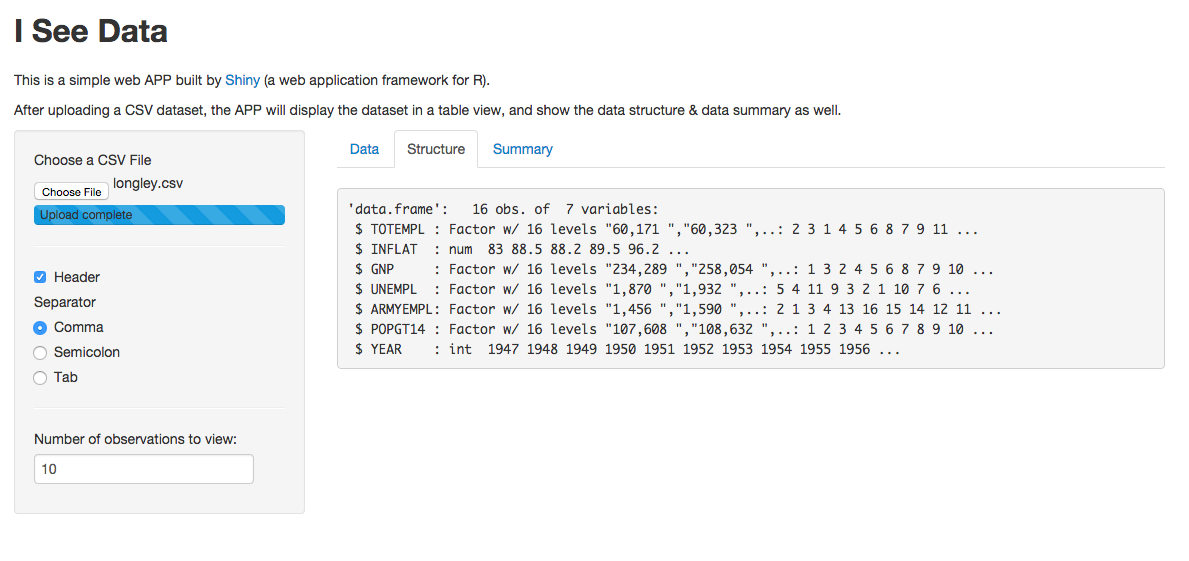 I See Data
This is a simple web APP built by Shiny (a web application framework for R).
After uploading a CSV dataset, the APP will display the dataset in a table view, and show the data structure & data summary as well.
Choose a CSV File
Choose File longley.csv
Upload complete
Header
Separator
Comma
Semicolon
Tab
Number of observations to view:
10
Data Structure Summary
'data.frame':   16 obs. of  7 variables:
 $ TOTEMPL : Factor w/ 16 levels "60,171 ","60,323 ",..: 2 3 1 4 5 6 8 7 9 11 ...
 $ INFLAT  : num  83 88.5 88.2 89.5 96.2 ...
 $ GNP     : Factor w/ 16 levels "234,289 ","258,054 ",..: 1 3 2 4 5 6 8 7 9 10 ...
 $ UNEMPL  : Factor w/ 16 levels "1,870 ","1,932 ",..: 5 4 11 9 3 2 1 10 7 6 ...
 $ ARMYEMPL: Factor w/ 16 levels "1,456 ","1,590 ",..: 2 1 3 4 13 16 15 14 12 11 ...
 $ POPGT14 : Factor w/ 16 levels "107,608 ","108,632 ",..: 1 2 3 4 5 6 7 8 9 10 ...
 $ YEAR    : int  1947 1948 1949 1950 1951 1952 1953 1954 1955 1956 ...